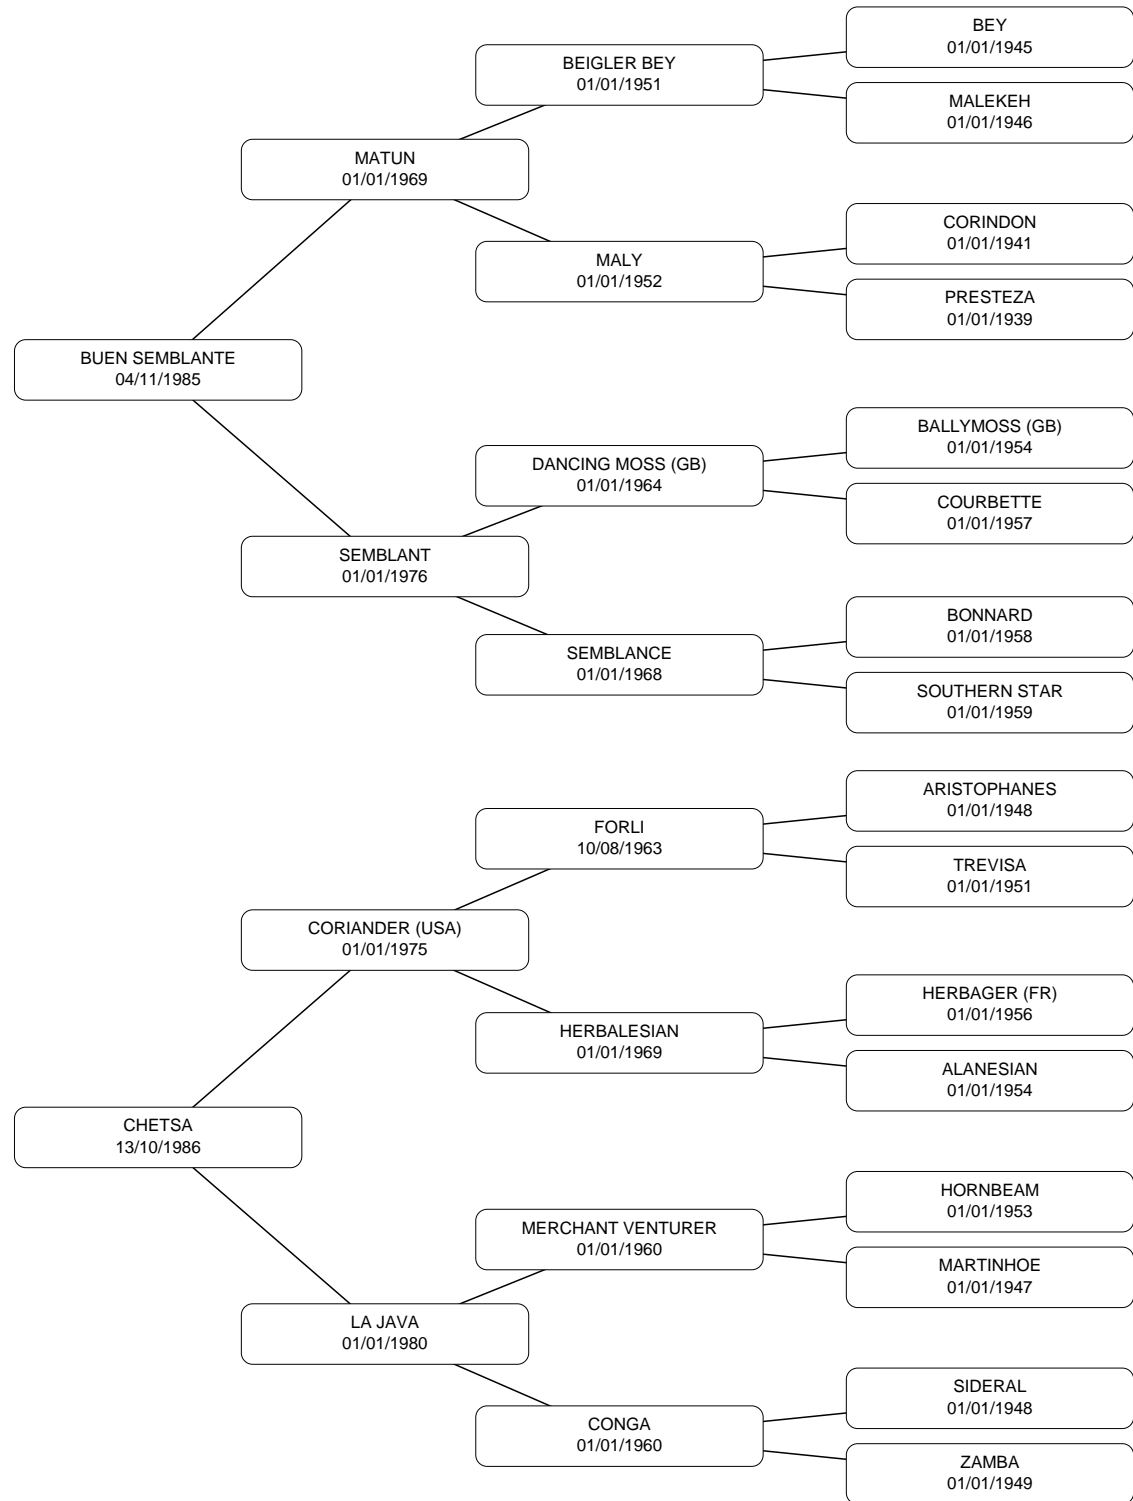 BEY
01/01/1945
BEIGLER BEY
01/01/1951
MALEKEH
01/01/1946
MATUN
01/01/1969
CORINDON
01/01/1941
MALY
01/01/1952
PRESTEZA
01/01/1939
BUEN SEMBLANTE
04/11/1985
BALLYMOSS (GB)
01/01/1954
DANCING MOSS (GB)
01/01/1964
COURBETTE
01/01/1957
SEMBLANT
01/01/1976
BONNARD
01/01/1958
SEMBLANCE
01/01/1968
SOUTHERN STAR
01/01/1959
ARISTOPHANES
01/01/1948
FORLI
10/08/1963
TREVISA
01/01/1951
CORIANDER (USA)
01/01/1975
HERBAGER (FR)
01/01/1956
HERBALESIAN
01/01/1969
ALANESIAN
01/01/1954
CHETSA
13/10/1986
HORNBEAM
01/01/1953
MERCHANT VENTURER
01/01/1960
MARTINHOE
01/01/1947
LA JAVA
01/01/1980
SIDERAL
01/01/1948
CONGA
01/01/1960
ZAMBA
01/01/1949